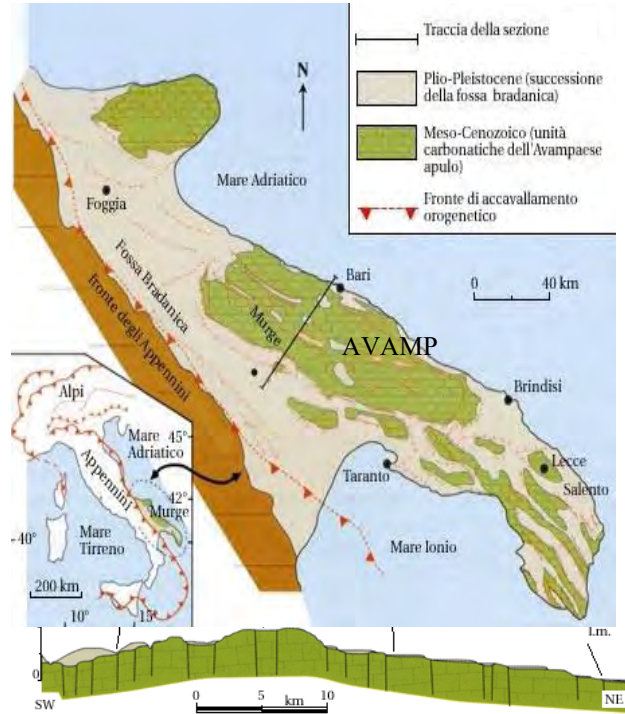 Traccia della sezione
Plio-Pleistocene (successione
della fossa bradanica)
Meso-Cenozoico (unità
carbonatiche dell'Avampaese
apulo)
Fronte di accavallamento
orogenetico
N
Mare Adriatico
Foggia
Fossa Bradanica
fronte degli Appennini
Murge
Bari
0 40 km
AVAMP
Brindisi
Lecce
Salento
Taranto
Mare Ionio
Alpi
Mare
Adriatico
45°
Appennini
42°
Murge
40°
Mare
Tirreno
200 km
10° 15°
l.m.
0
SW
0 5 10
km
NE